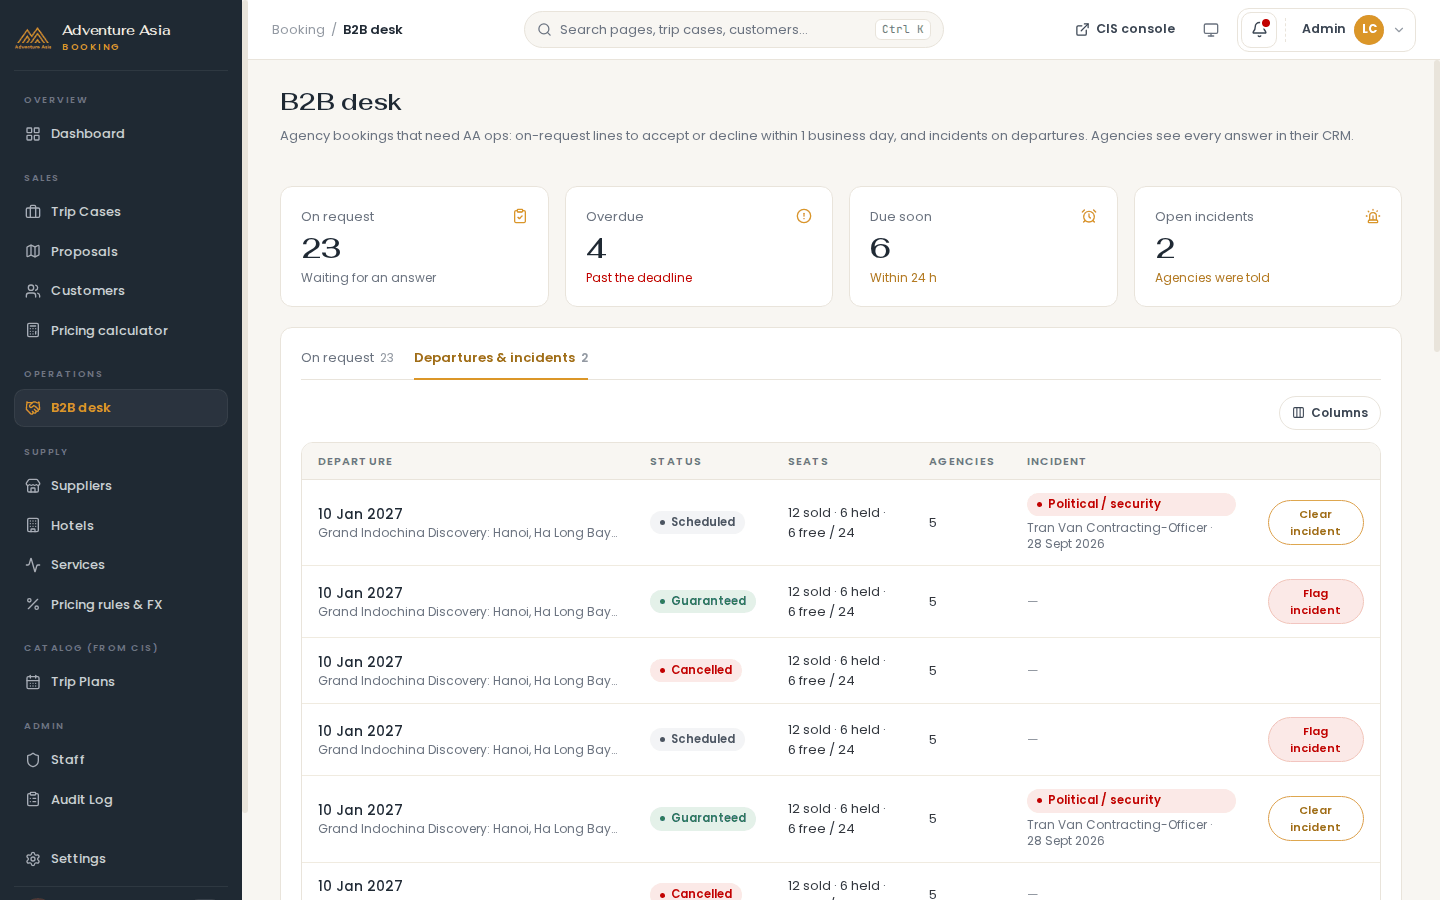 Adventure Asia
BOOKING
Adventure Asia
OVERVIEW
Dashboard
SALES
Trip Cases
Proposals
Customers
Pricing calculator
OPERATIONS
B2B desk
SUPPLY
Suppliers
Hotels
Services
Pricing rules & FX
CATALOG (FROM CIS)
Trip Plans
ADMIN
Staff
Audit Log
Settings
Booking / B2B desk
Search pages, trip cases, customers...
Ctrl K
CIS console
Admin
LC
B2B desk
Agency bookings that need AA ops: on-request lines to accept or decline within 1 business day, and incidents on departures. Agencies see every answer in their CRM.
On request
23
Waiting for an answer
Overdue
4
Past the deadline
Due soon
6
Within 24 h
Open incidents
2
Agencies were told
On request 23
Departures & incidents 2
Columns
DEPARTURE STATUS SEATS AGENCIES INCIDENT
10 Jan 2027
Grand Indochina Discovery: Hanoi, Ha Long Bay...
Scheduled
12 sold · 6 held ·
6 free / 24
5
Political / security
Tran Van Contracting-Officer ·
28 Sept 2026
Clear
incident
10 Jan 2027
Grand Indochina Discovery: Hanoi, Ha Long Bay...
Guaranteed
12 sold · 6 held ·
6 free / 24
5
—
Flag
incident
10 Jan 2027
Grand Indochina Discovery: Hanoi, Ha Long Bay...
Cancelled
12 sold · 6 held ·
6 free / 24
5
—
10 Jan 2027
Grand Indochina Discovery: Hanoi, Ha Long Bay...
Scheduled
12 sold · 6 held ·
6 free / 24
5
—
Flag
incident
10 Jan 2027
Grand Indochina Discovery: Hanoi, Ha Long Bay...
Guaranteed
12 sold · 6 held ·
6 free / 24
5
Political / security
Tran Van Contracting-Officer ·
28 Sept 2026
Clear
incident
10 Jan 2027
Cancelled
12 sold · 6 held ·
5
—